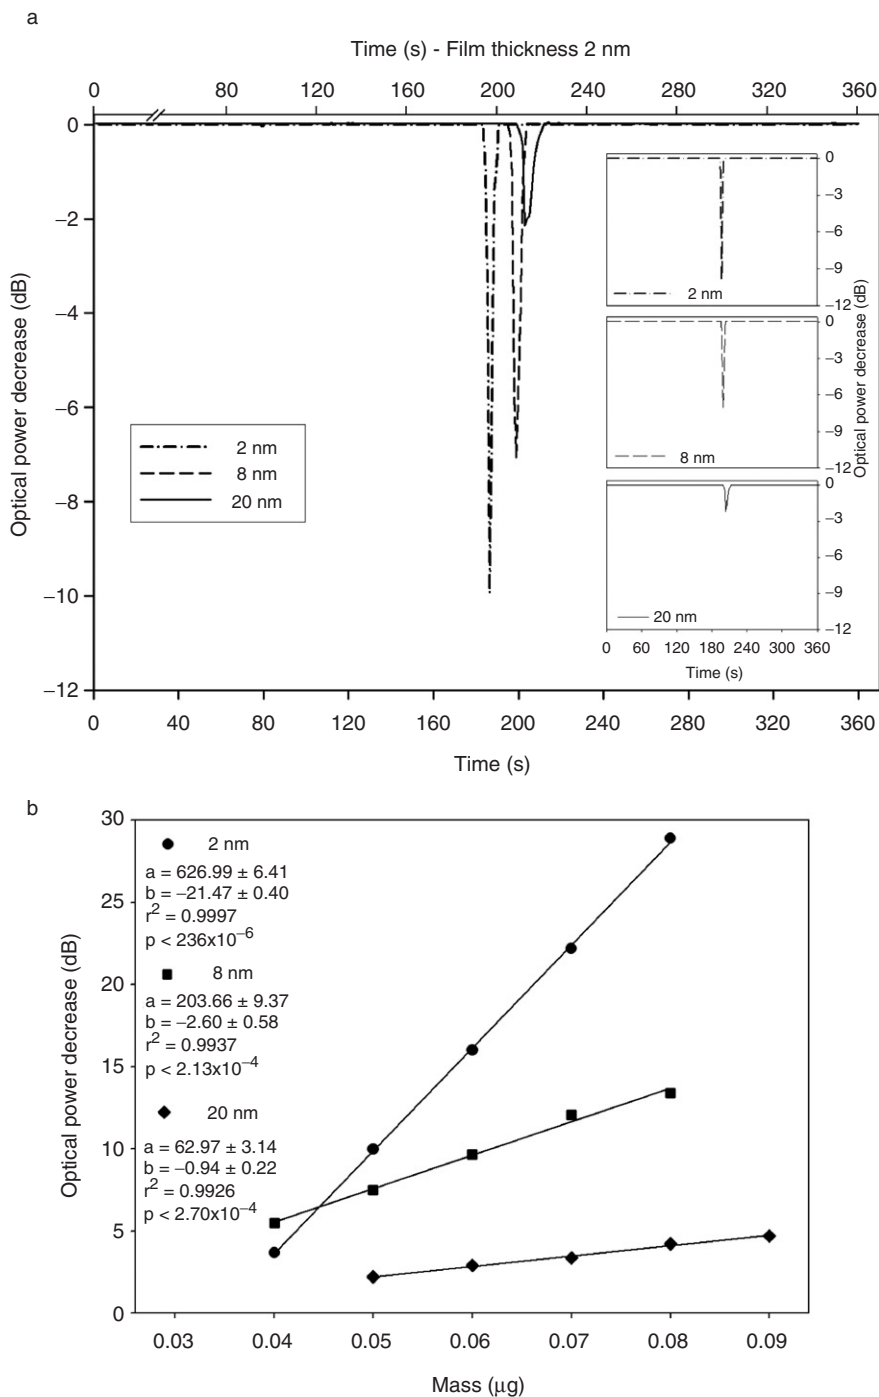 a
Time (s) - Film thickness 2 nm
0 80 120 160 200 240 280 320 360
0
−2
−4
−6
−8
−10
−12
Optical power decrease (dB)
2 nm
8 nm
20 nm
0
−3
−6
−9
−12
2 nm
0
−3
−6
−9
−12
8 nm
0
−3
−6
−9
−12
20 nm
Optical power decrease (dB)
0 60 120 180 240 300 360
Time (s)
0 40 80 120 160 200 240 280 320 360
Time (s)
b
30
25
20
15
10
5
0
Optical power decrease (dB)
2 nm
a = 626.99 ± 6.41
b = −21.47 ± 0.40
r² = 0.9997
p < 236x10⁻⁶
8 nm
a = 203.66 ± 9.37
b = −2.60 ± 0.58
r² = 0.9937
p < 2.13x10⁻⁴
20 nm
a = 62.97 ± 3.14
b = −0.94 ± 0.22
r² = 0.9926
p < 2.70x10⁻⁴
0.03 0.04 0.05 0.06 0.07 0.08 0.09
Mass (μg)